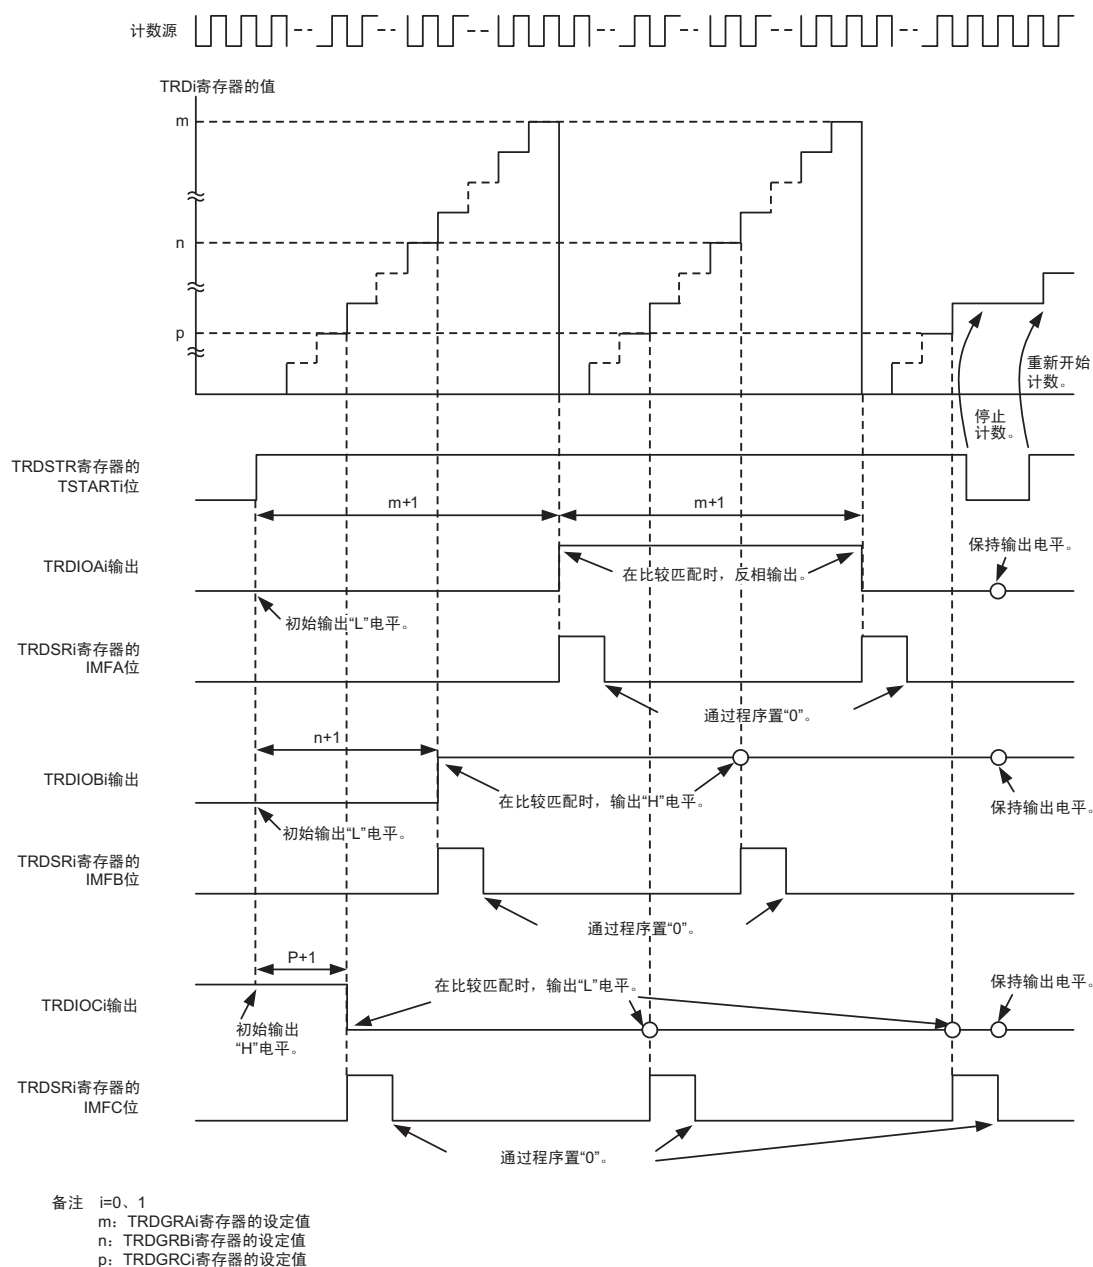 计数源
TRDi寄存器的值
m
n
p
重新开始
计数。
停止
计数。
TRDSTR寄存器的
TSTARTi位
m+1
m+1
TRDIOAi输出
在比较匹配时，反相输出。
保持输出电平。
初始输出“L”电平。
TRDSRi寄存器的
IMFA位
通过程序置“0”。
n+1
TRDIOBi输出
在比较匹配时，输出“H”电平。
保持输出电平。
初始输出“L”电平。
TRDSRi寄存器的
IMFB位
通过程序置“0”。
P+1
TRDIOCi输出
在比较匹配时，输出“L”电平。
保持输出电平。
初始输出
“H”电平。
TRDSRi寄存器的
IMFC位
通过程序置“0”。
备注 i=0、1
m：TRDGRAi寄存器的设定值
n：TRDGRBi寄存器的设定值
p：TRDGRCi寄存器的设定值